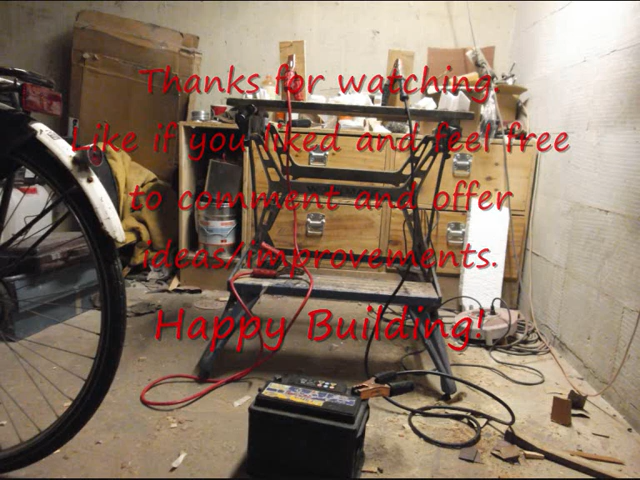 Thanks for watching.
Like if you liked and feel free
to comment and offer
ideas/improvements.
Happy Building!